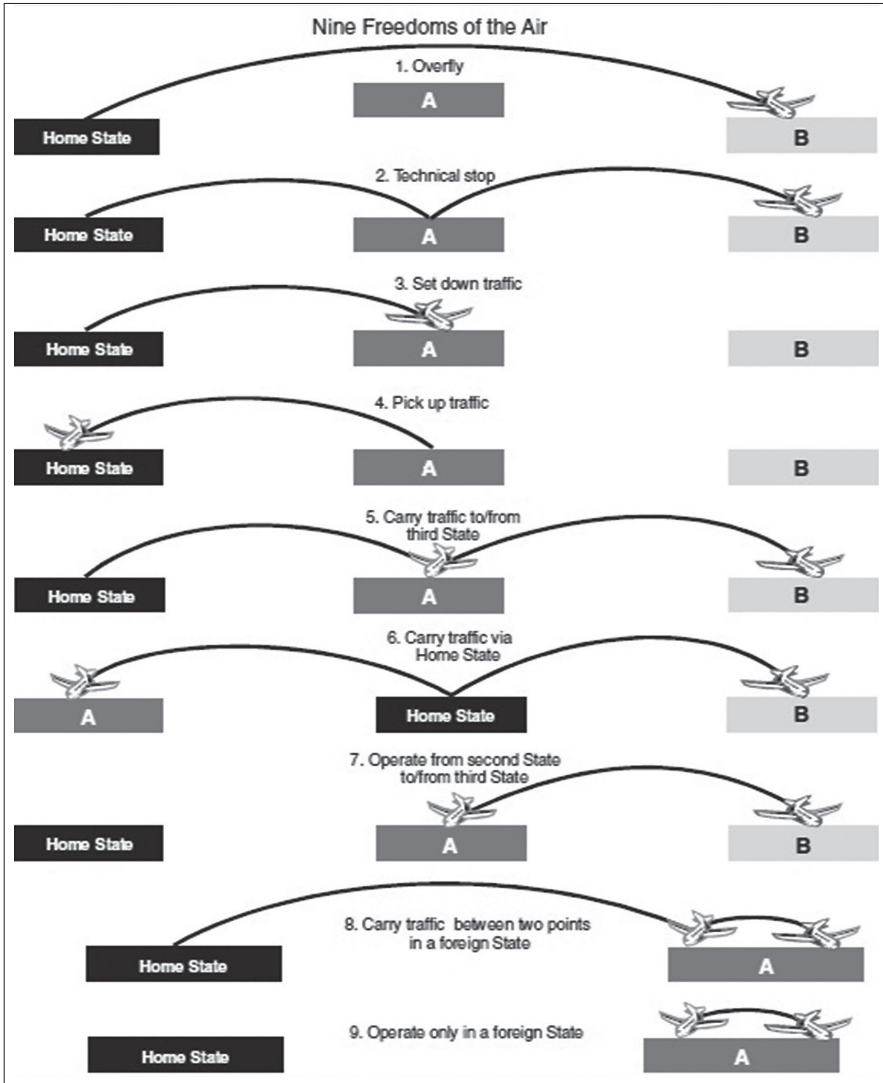 Nine Freedoms of the Air
1. Overfly
A
Home State
B
2. Technical stop
Home State
A
B
3. Set down traffic
Home State
A
B
4. Pick up traffic
Home State
A
B
5. Carry traffic to/from
third State
Home State
A
B
6. Carry traffic via
Home State
A
Home State
B
7. Operate from second State
to/from third State
Home State
A
B
8. Carry traffic between two points
in a foreign State
Home State
A
9. Operate only in a foreign State
Home State
A